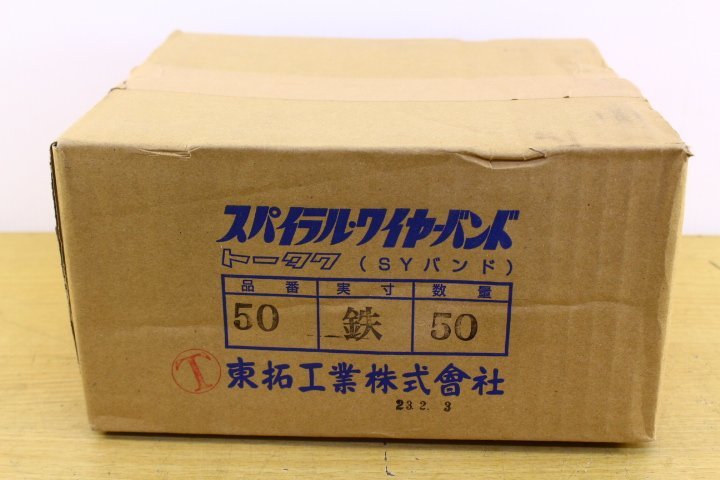 スパイラル・ワイヤーバンド
トータク (SYバンド)
品番 実寸 数量
50 鉄 50
T 東拓工業株式會社
23.2.3